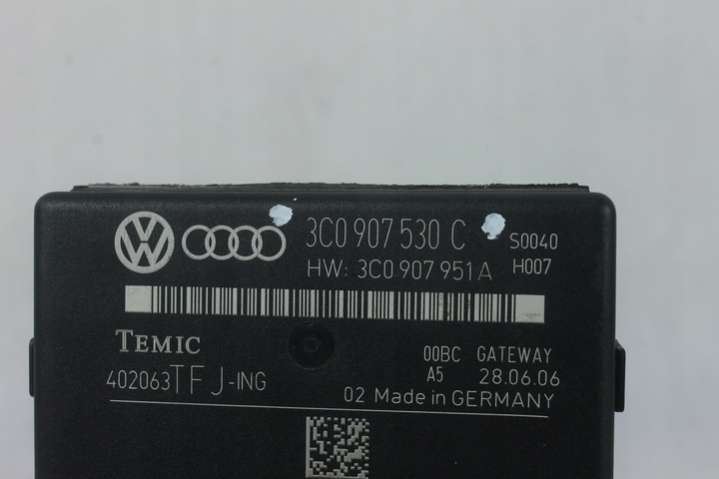 3C0 907 530 C S0040
HW: 3C0 907 951 A H007
TEMIC
00BC GATEWAY
402063TFJ-ING A5 28.06.06
02 Made in GERMANY